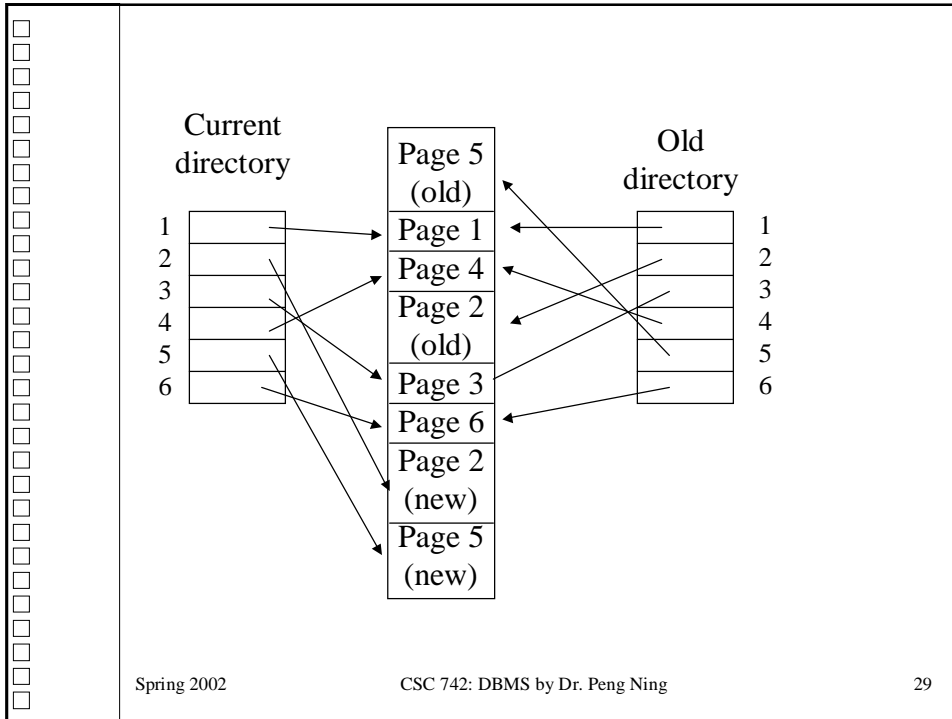 Current
directory
1
2
3
4
5
6
Page 5
(old)
Page 1
Page 4
Page 2
(old)
Page 3
Page 6
Page 2
(new)
Page 5
(new)
Old
directory
1
2
3
4
5
6
Spring 2002
CSC 742: DBMS by Dr. Peng Ning
29